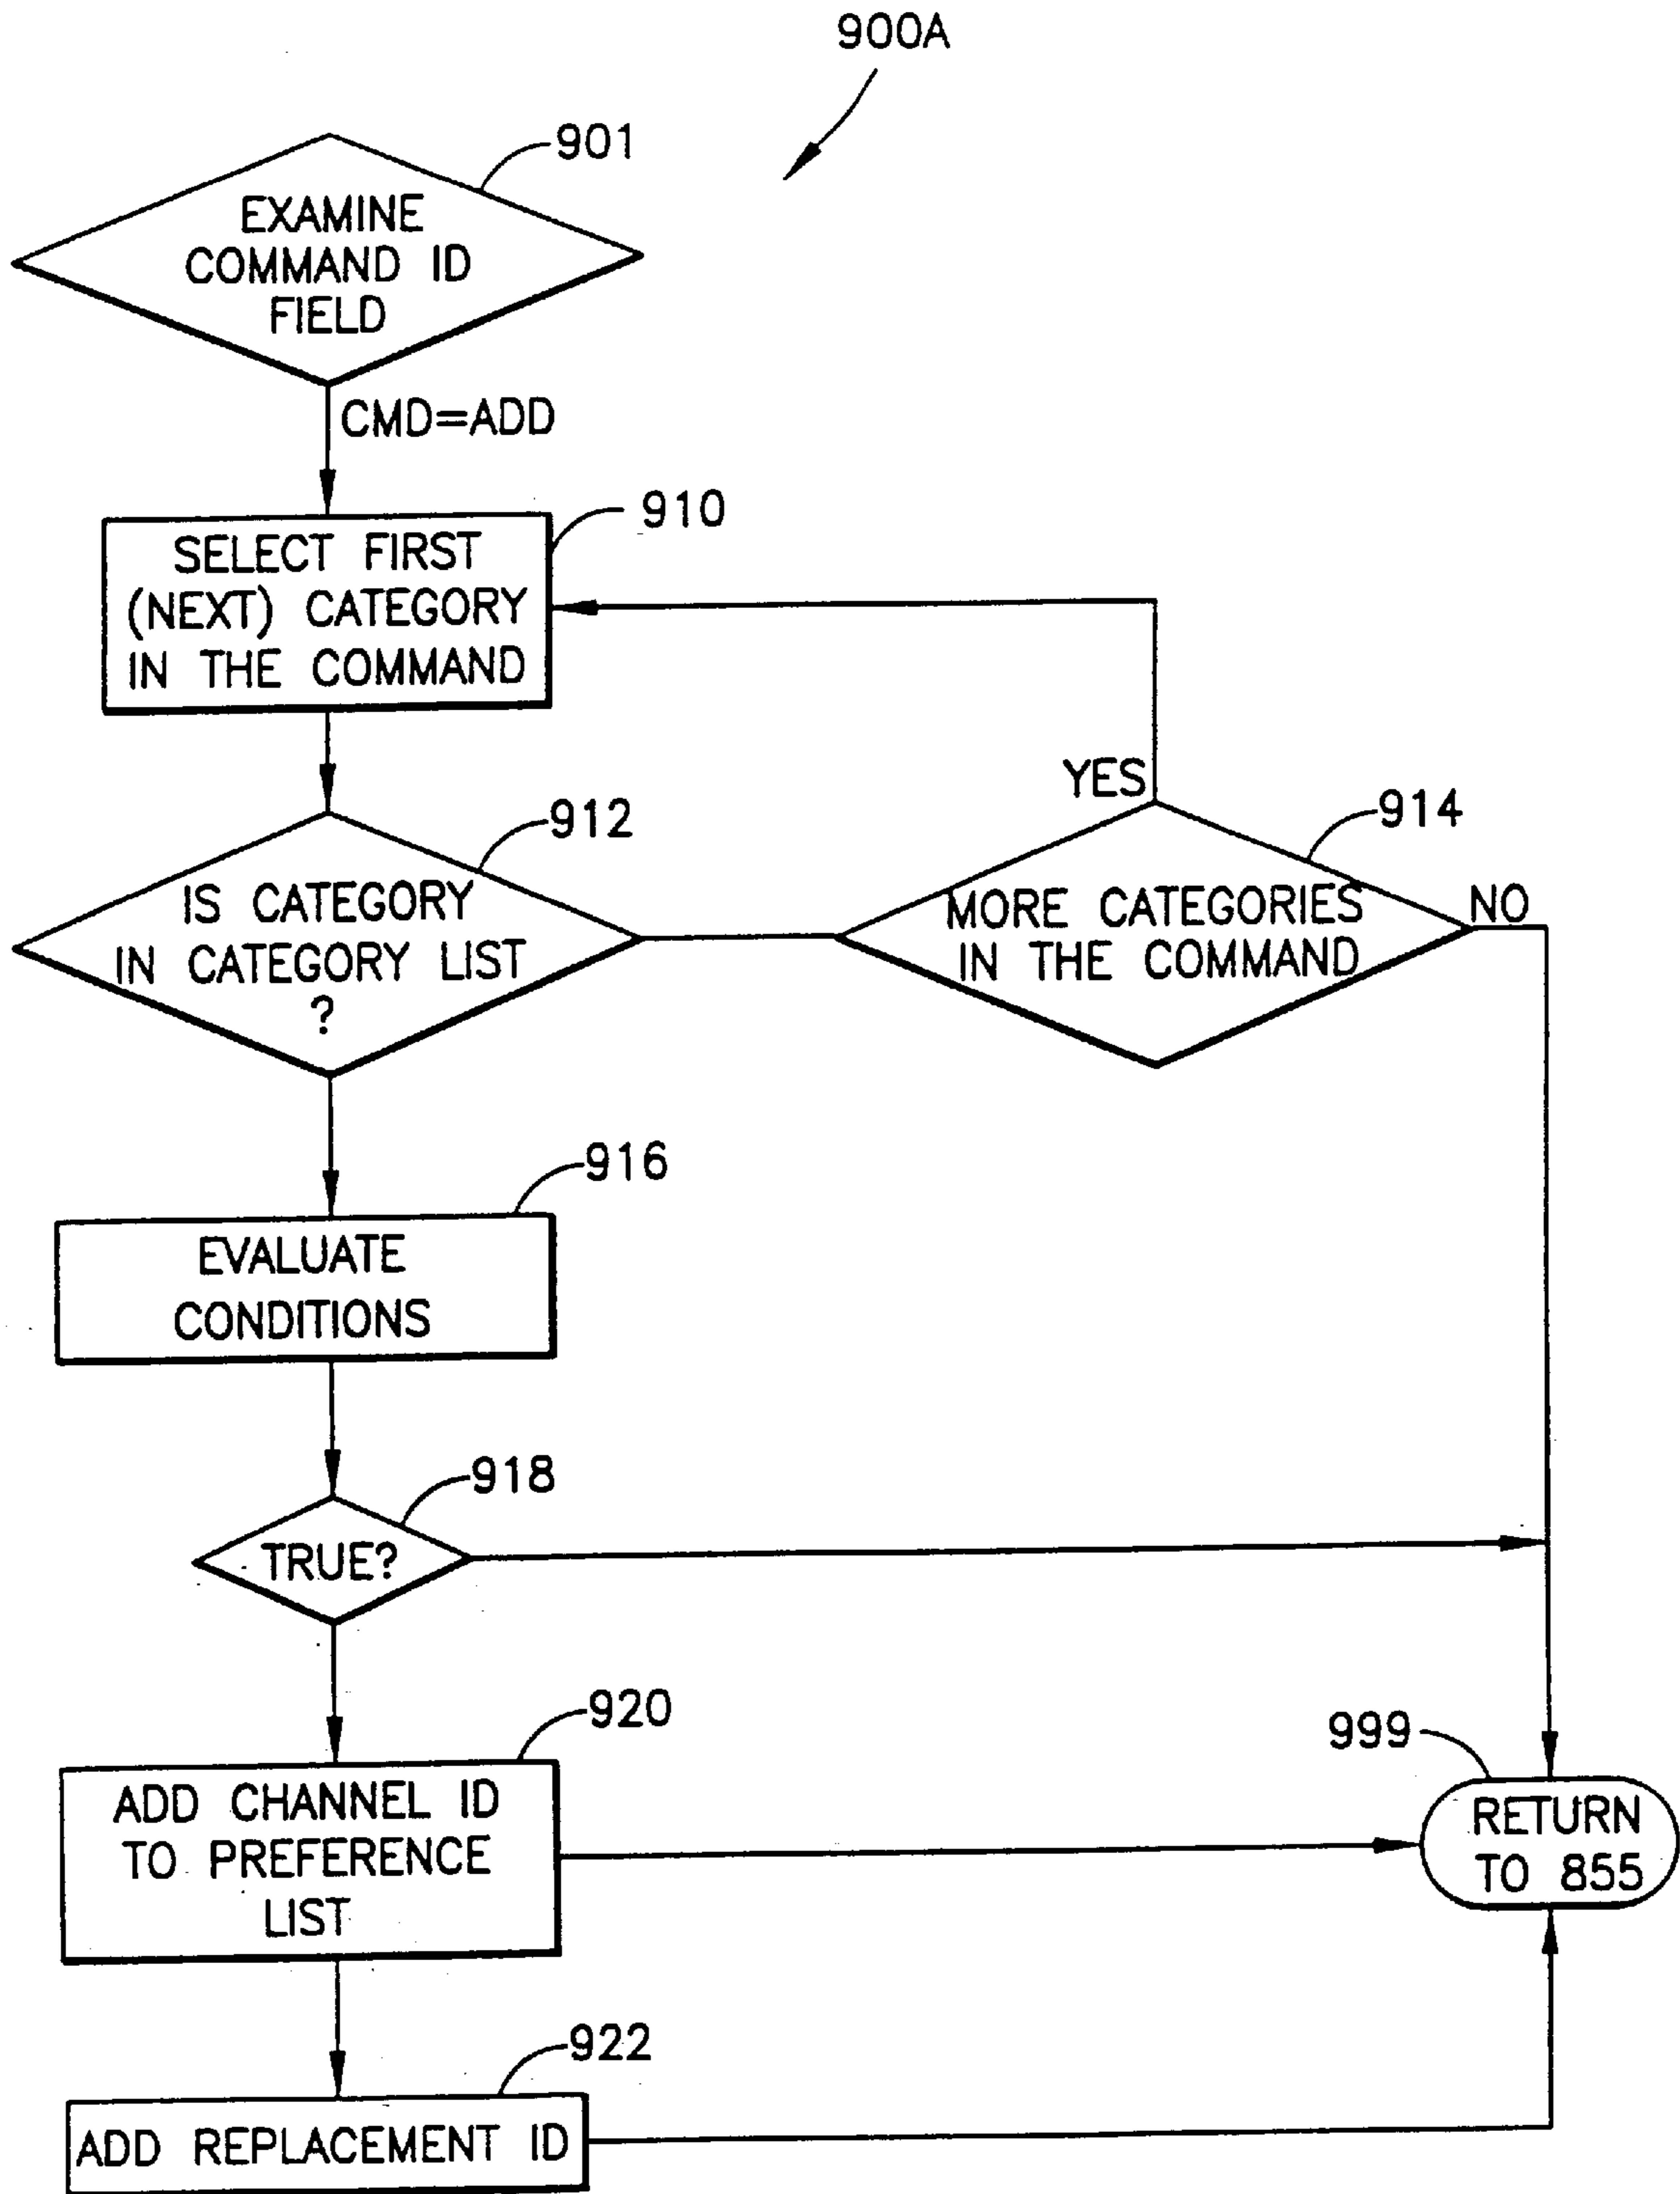 900A
901
EXAMINE
COMMAND ID
FIELD
CMD=ADD
910
SELECT FIRST
(NEXT) CATEGORY
IN THE COMMAND
912
IS CATEGORY
IN CATEGORY LIST
?
YES
914
MORE CATEGORIES
IN THE COMMAND
NO
916
EVALUATE
CONDITIONS
918
TRUE?
920
ADD CHANNEL ID
TO PREFERENCE
LIST
999
RETURN
TO 855
922
ADD REPLACEMENT ID